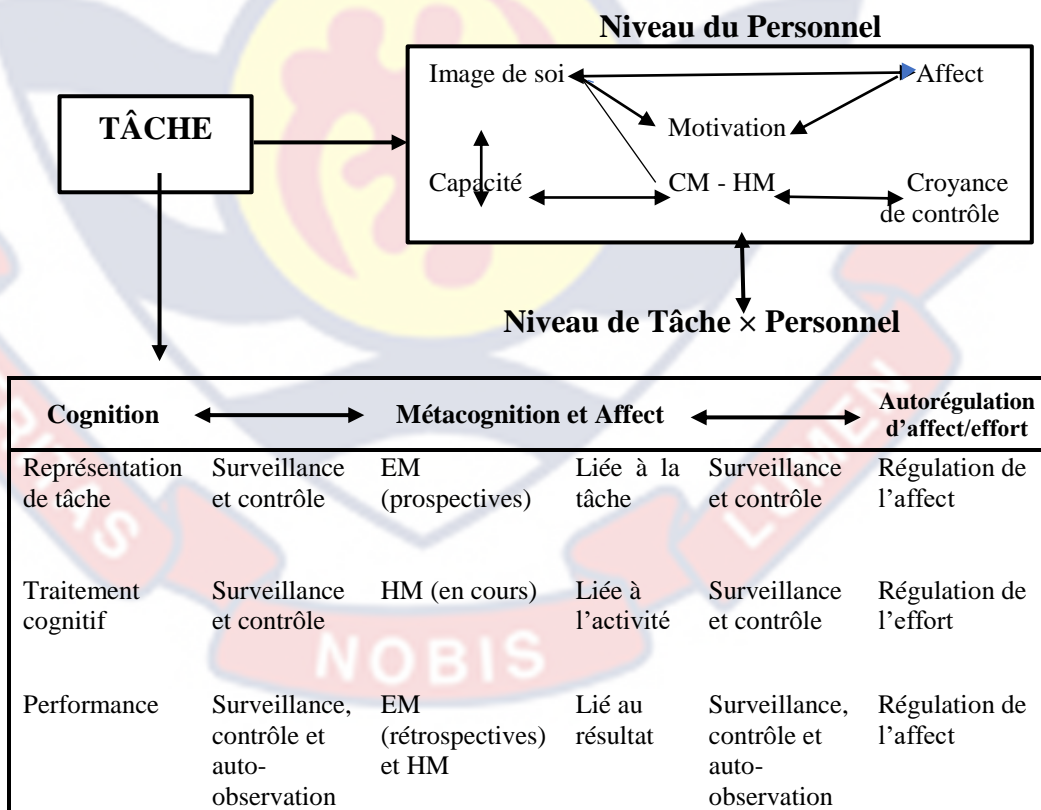 Niveau du Personnel
Image de soi Affect
TÂCHE
Motivation
Capacité CM - HM Croyance
de contrôle
Niveau de Tâche × Personnel
Cognition Métacognition et Affect Autorégulation
d'affect/effort
Représentation Surveillance EM Liée à la Surveillance Régulation de
de tâche et contrôle (prospectives) tâche et contrôle l'affect
Traitement Surveillance HM (en cours) Liée à Surveillance Régulation de
cognitif et contrôle l'activité et contrôle l'effort
Performance Surveillance, EM Lié au Surveillance, Régulation de
contrôle et (rétrospectives) résultat contrôle et l'affect
auto- et HM auto-
observation observation
LUMEN
NOBIS